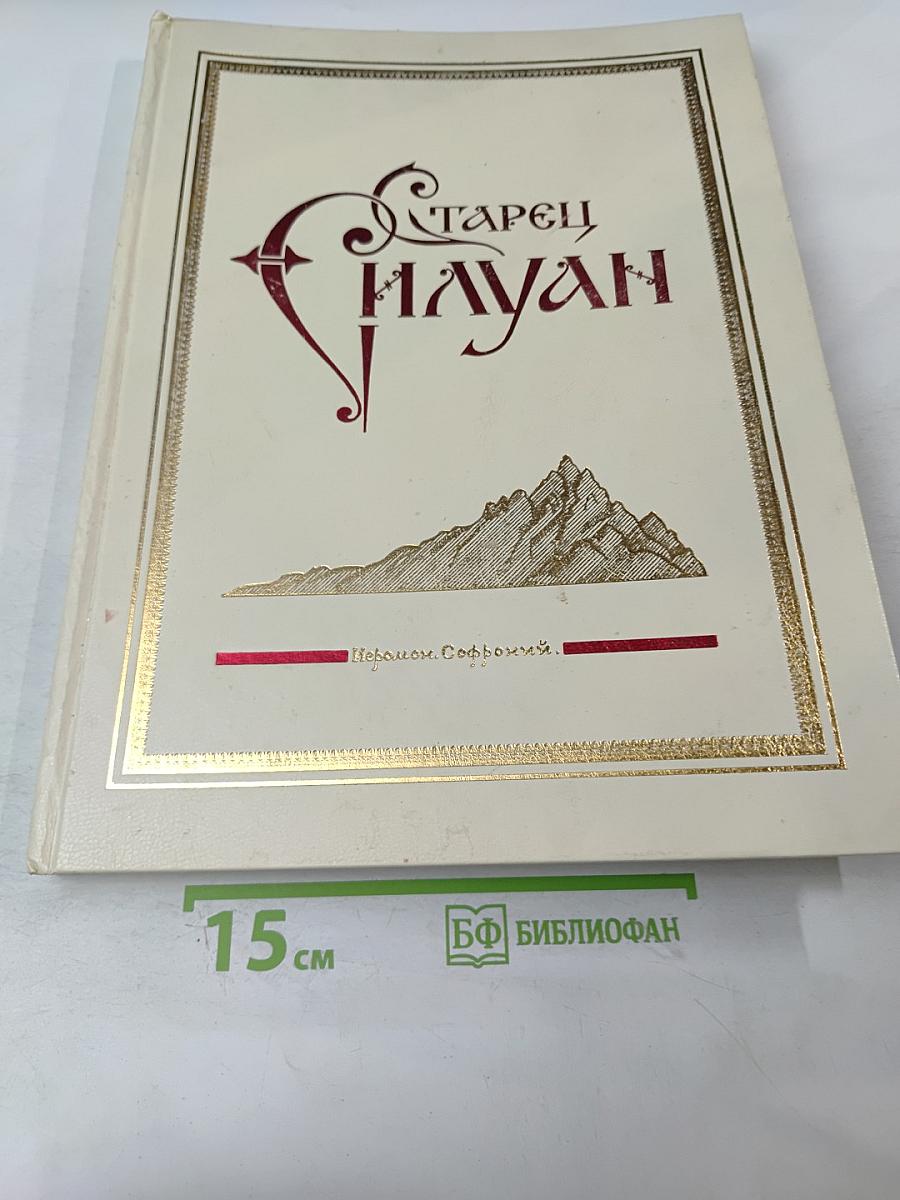 Старец
Силуан
Иеромон. Софроний.
15 см
БФ БИБЛИОФАН